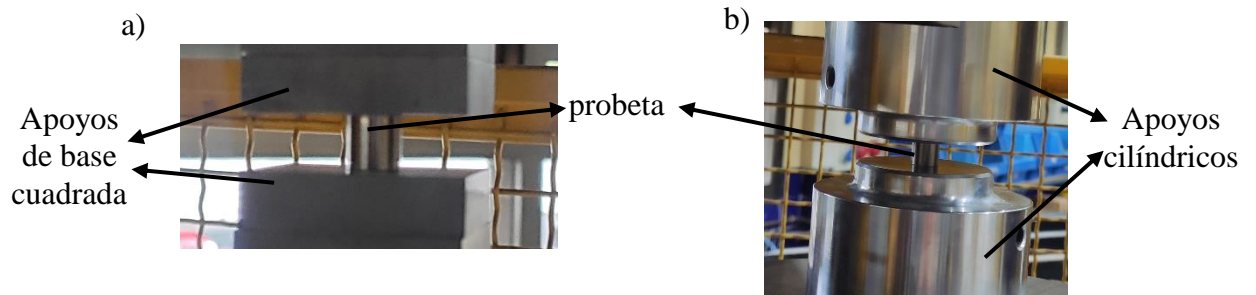 a)
b)
Apoyos
de base
cuadrada
probeta
Apoyos
cilíndricos